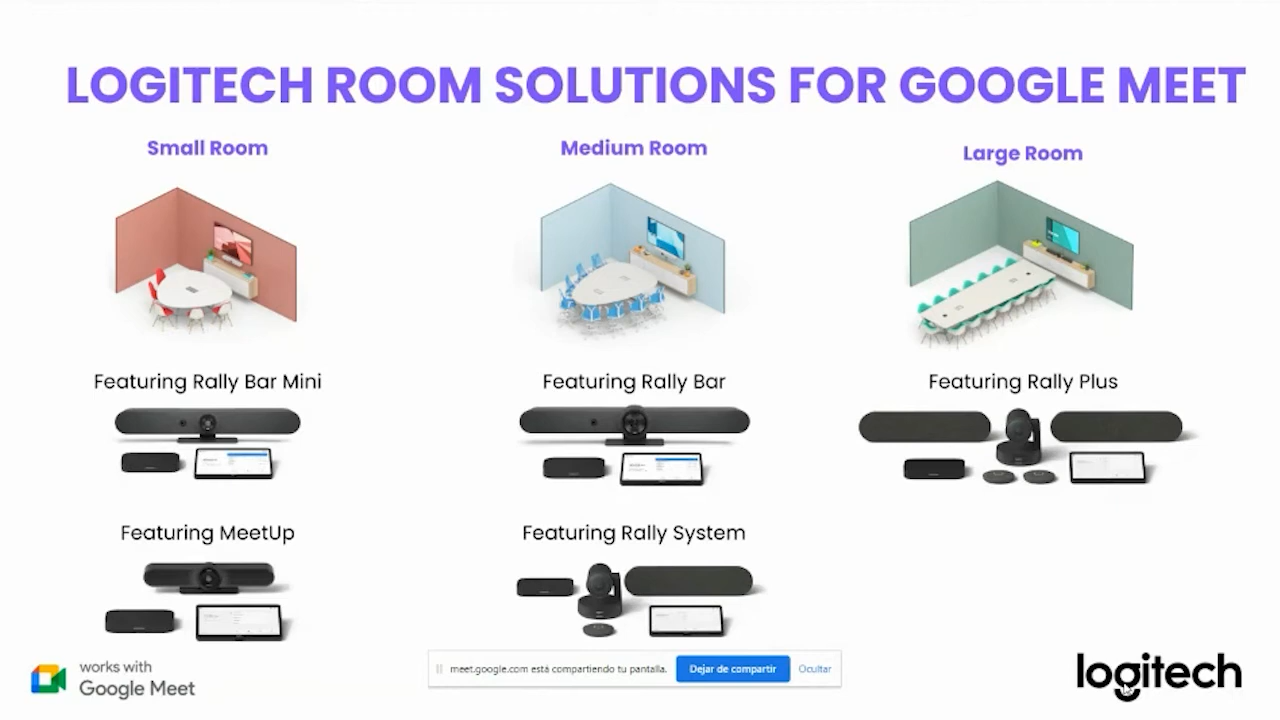 LOGITECH ROOM SOLUTIONS FOR GOOGLE MEET
Small Room
Medium Room
Large Room
Featuring Rally Bar Mini
Featuring Rally Bar
Featuring Rally Plus
Featuring MeetUp
Featuring Rally System
works with
Google Meet
meet.google.com está compartiendo tu pantalla.
Dejar de compartir
Ocultar
logitech